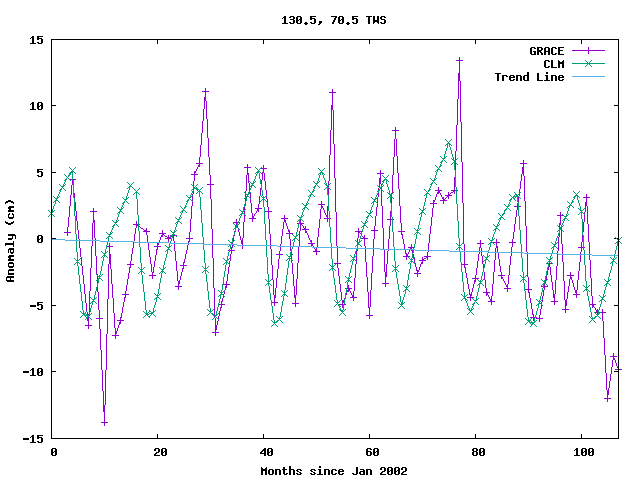 130.5, 70.5 TWS
GRACE
CLM
Trend Line
15
10
5
0
-5
-10
-15
Anomaly (cm)
0 20 40 60 80 100
Months since Jan 2002